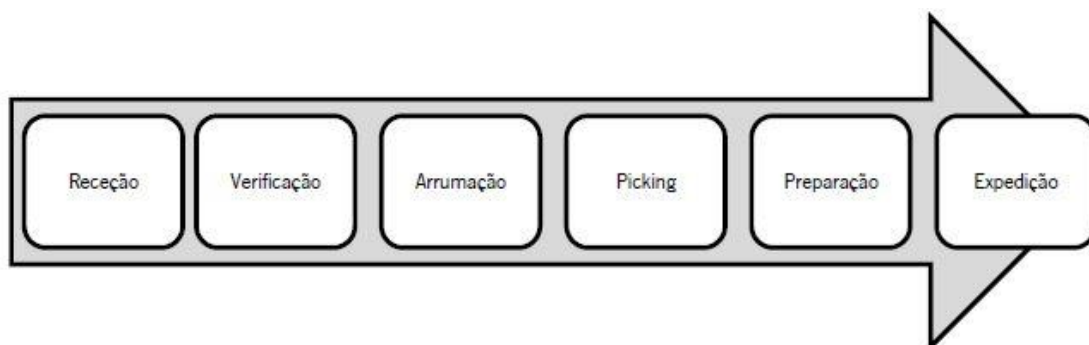 Receção
Verificação
Arrumação
Picking
Preparação
Expedição